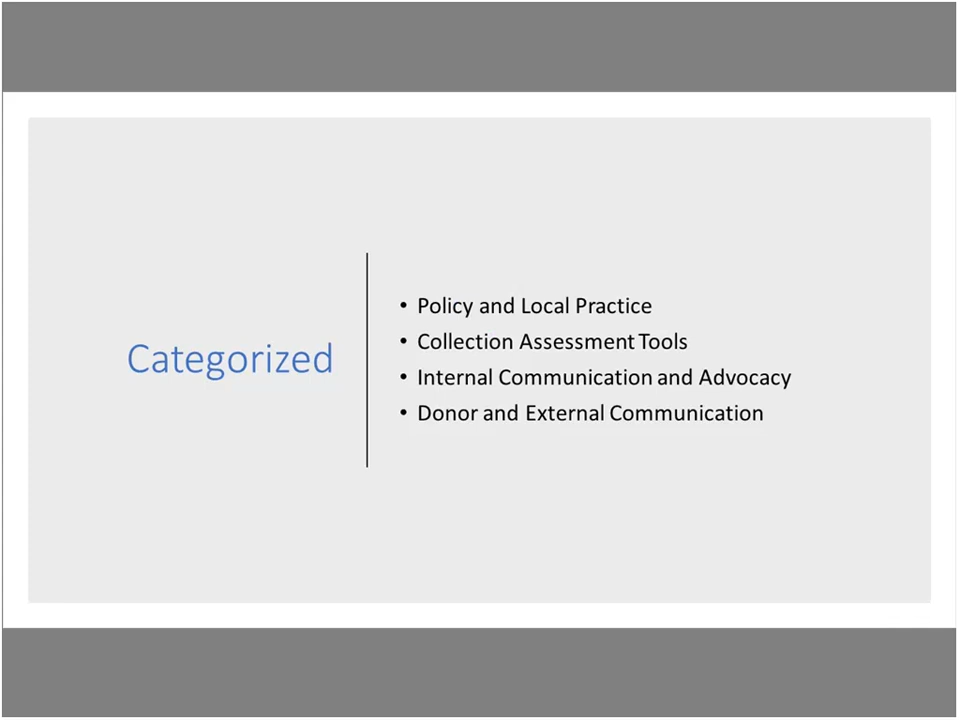 Categorized
• Policy and Local Practice
• Collection Assessment Tools
• Internal Communication and Advocacy
• Donor and External Communication